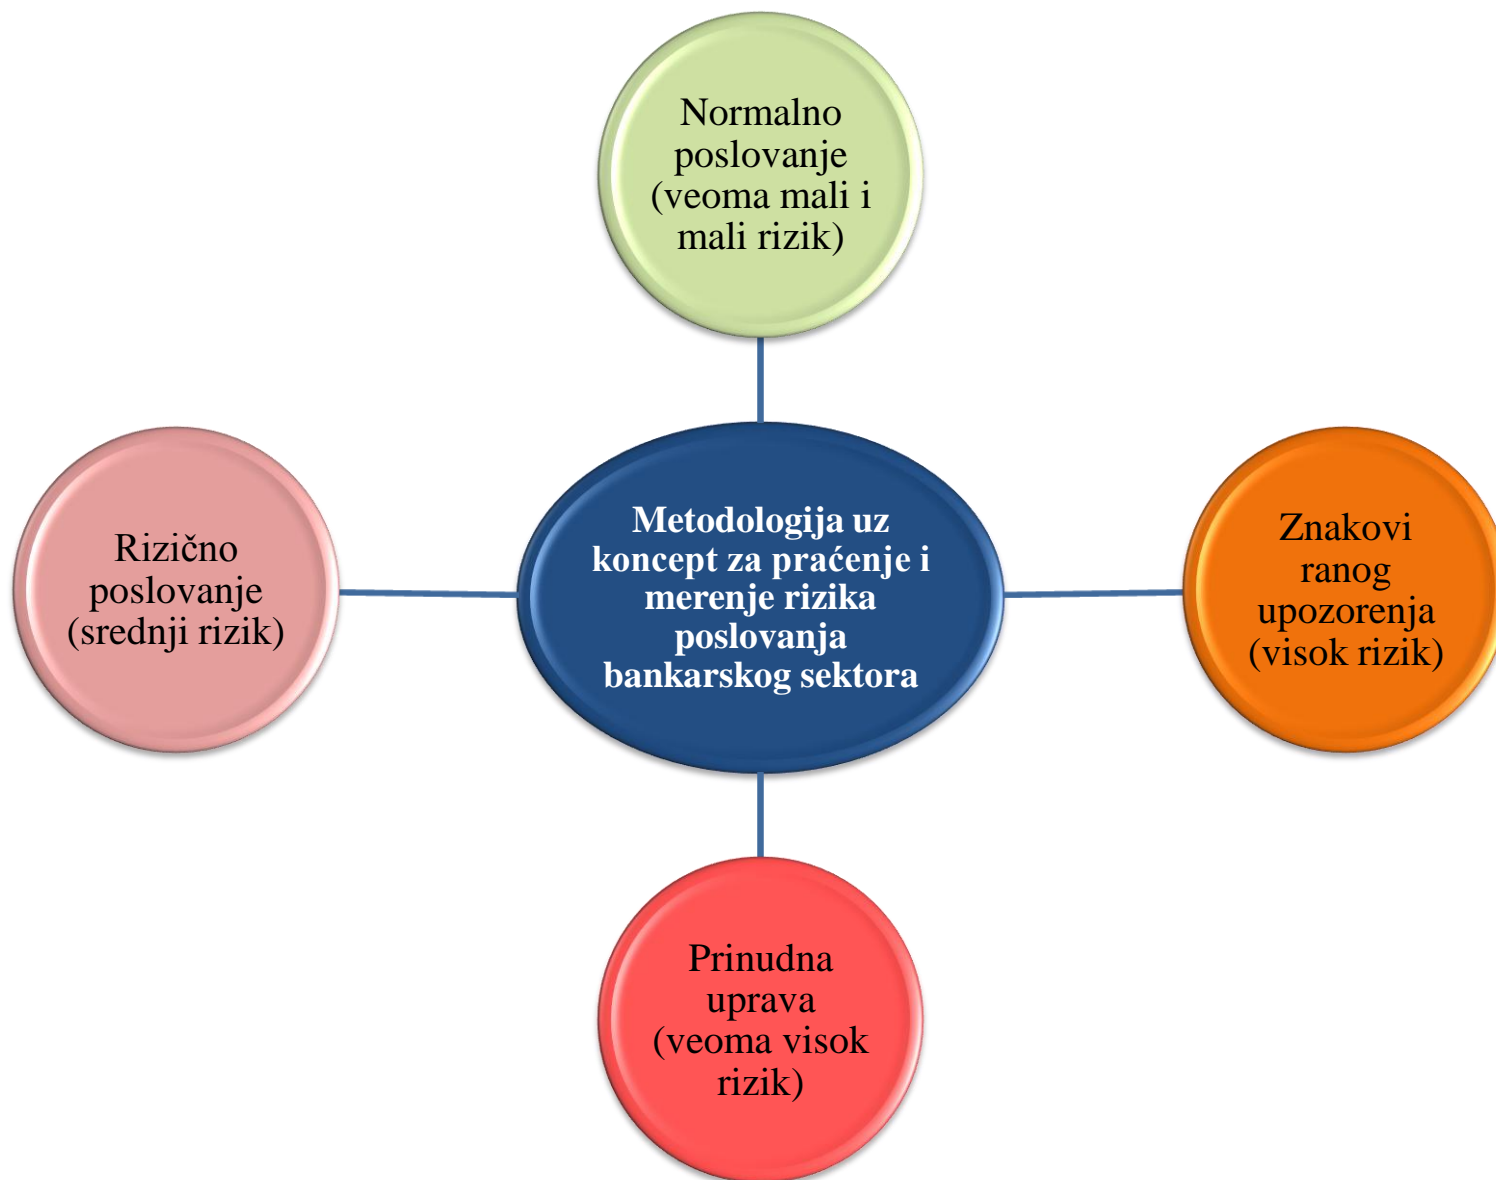 Normalno
poslovanje
(veoma mali i
mali rizik)
Rizično
poslovanje
(srednji rizik)
Metodologija uz
koncept za praćenje i
merenje rizika
poslovanja
bankarskog sektora
Znakovi
ranog
upozorenja
(visok rizik)
Prinudna
uprava
(veoma visok
rizik)